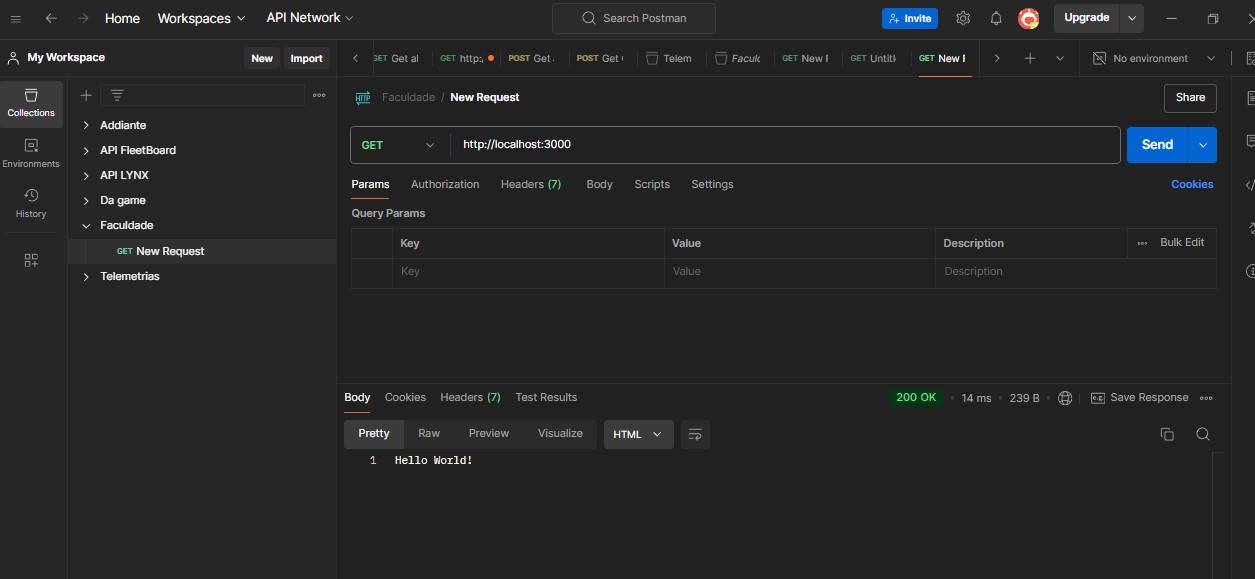 Home Workspaces API Network Search Postman Invite Upgrade
My Workspace New Import
GET Get al GET http:, POST Get POST Get Telem Facult GET New F GET Untitl GET New F No environment
Collections
Environments
History
Addiante
API FleetBoard
API LYNX
Da game
Faculdade
GET New Request
Telemetrias
HTTP Faculdade / New Request Share
GET http://localhost:3000 Send
Params Authorization Headers (7) Body Scripts Settings Cookies
Query Params
Key Value Description Bulk Edit
Key Value Description
Body Cookies Headers (7) Test Results 200 OK 14 ms 239 B e.g. Save Response
Pretty Raw Preview Visualize HTML
1 Hello World!